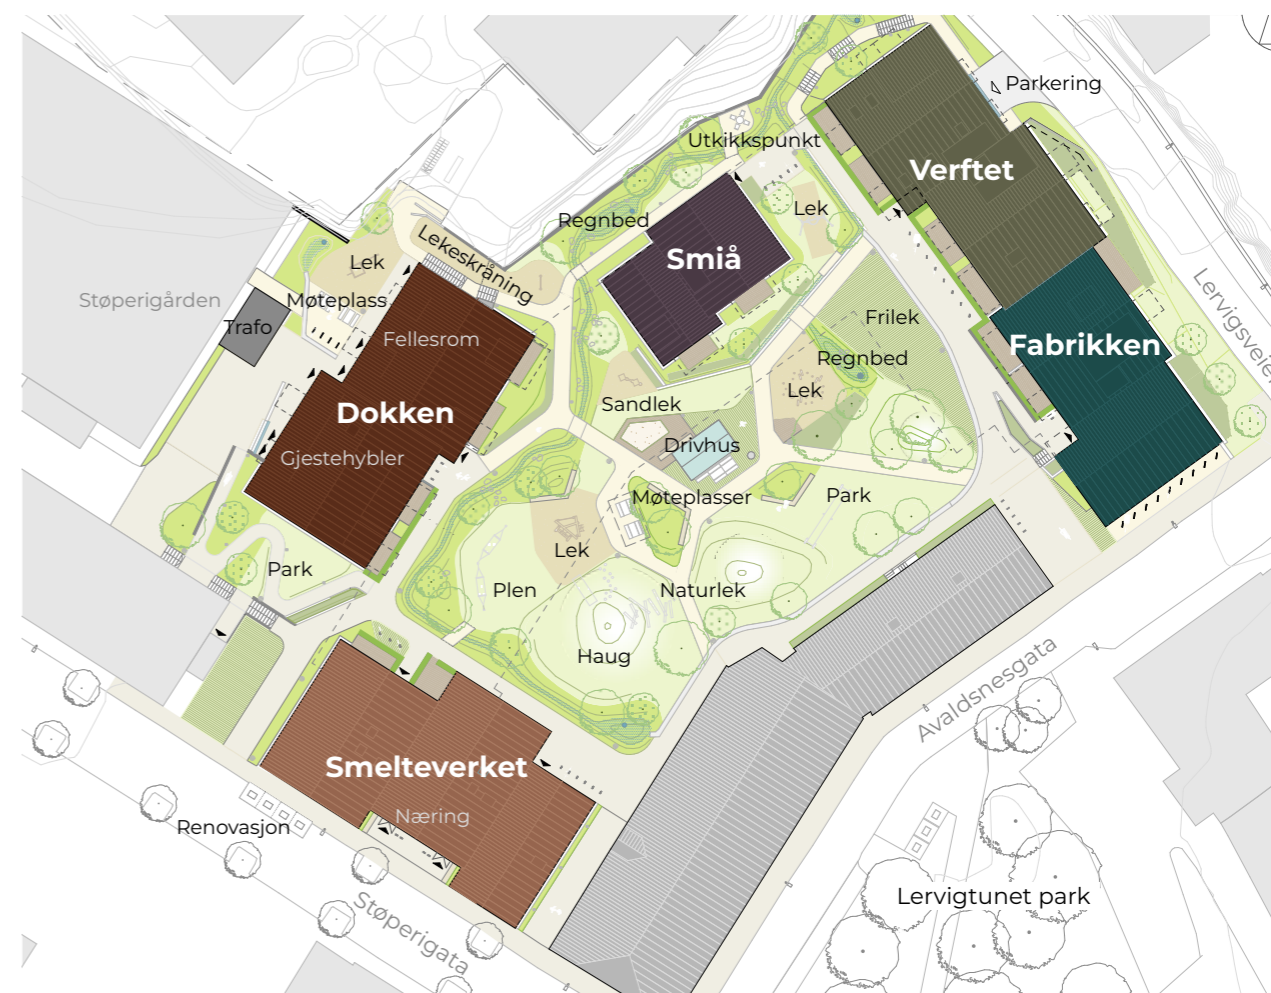 Parkering
Utkikkspunkt
Verftet
Lek
Regnbed
Lekeskråning
Smiå
Lek
Støperigården
Møteplass
Lervigsveien
Trafo
Frilek
Fellesrom
Fabrikken
Regnbed
Lek
Dokken
Sandlek
Drivhus
Gjestehybler
Møteplasser
Park
Lek
Park
Plen
Naturlek
Haug
Avaldsnesgata
Smelteverket
Næring
Renovasjon
Lervigtunet park
Støperigata